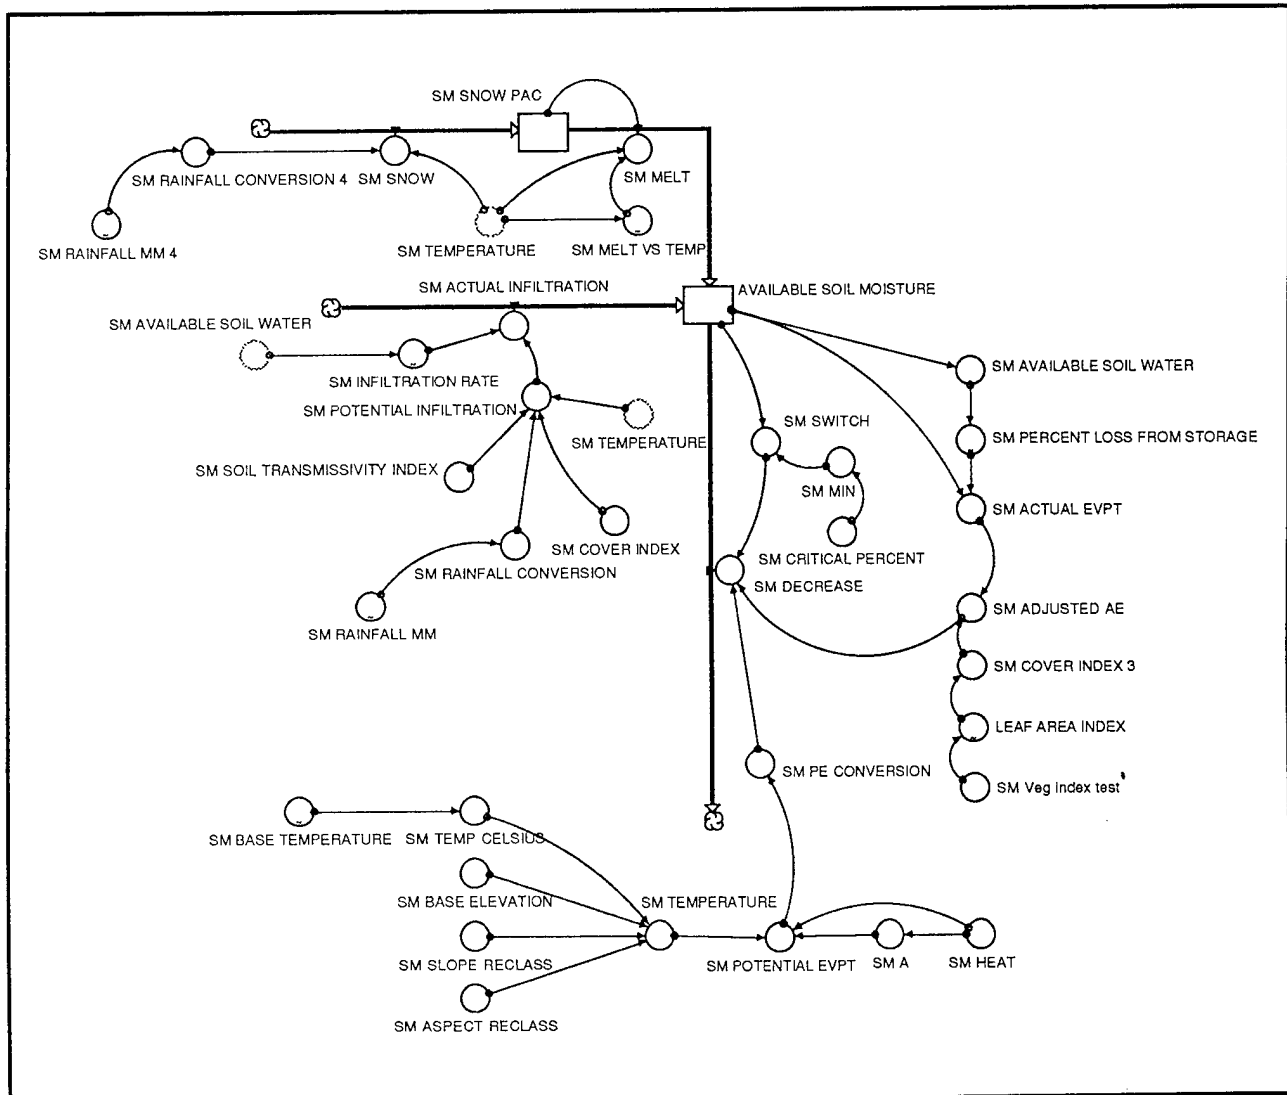 SM SNOW PAC
SM RAINFALL CONVERSION 4
SM SNOW
SM MELT
SM RAINFALL MM 4
SM TEMPERATURE
SM MELT VS TEMP
SM ACTUAL INFILTRATION
AVAILABLE SOIL MOISTURE
SM AVAILABLE SOIL WATER
SM INFILTRATION RATE
SM AVAILABLE SOIL WATER
SM POTENTIAL INFILTRATION
SM TEMPERATURE
SM SWITCH
SM PERCENT LOSS FROM STORAGE
SM SOIL TRANSMISSIVITY INDEX
SM MIN
SM ACTUAL EVPT
SM COVER INDEX
SM CRITICAL PERCENT
SM RAINFALL CONVERSION
SM DECREASE
SM RAINFALL MM
SM ADJUSTED AE
SM COVER INDEX 3
LEAF AREA INDEX
SM PE CONVERSION
SM Veg index test
SM BASE TEMPERATURE
SM TEMP CELSIUS
SM BASE ELEVATION
SM TEMPERATURE
SM SLOPE RECLASS
SM POTENTIAL EVPT
SM A
SM HEAT
SM ASPECT RECLASS